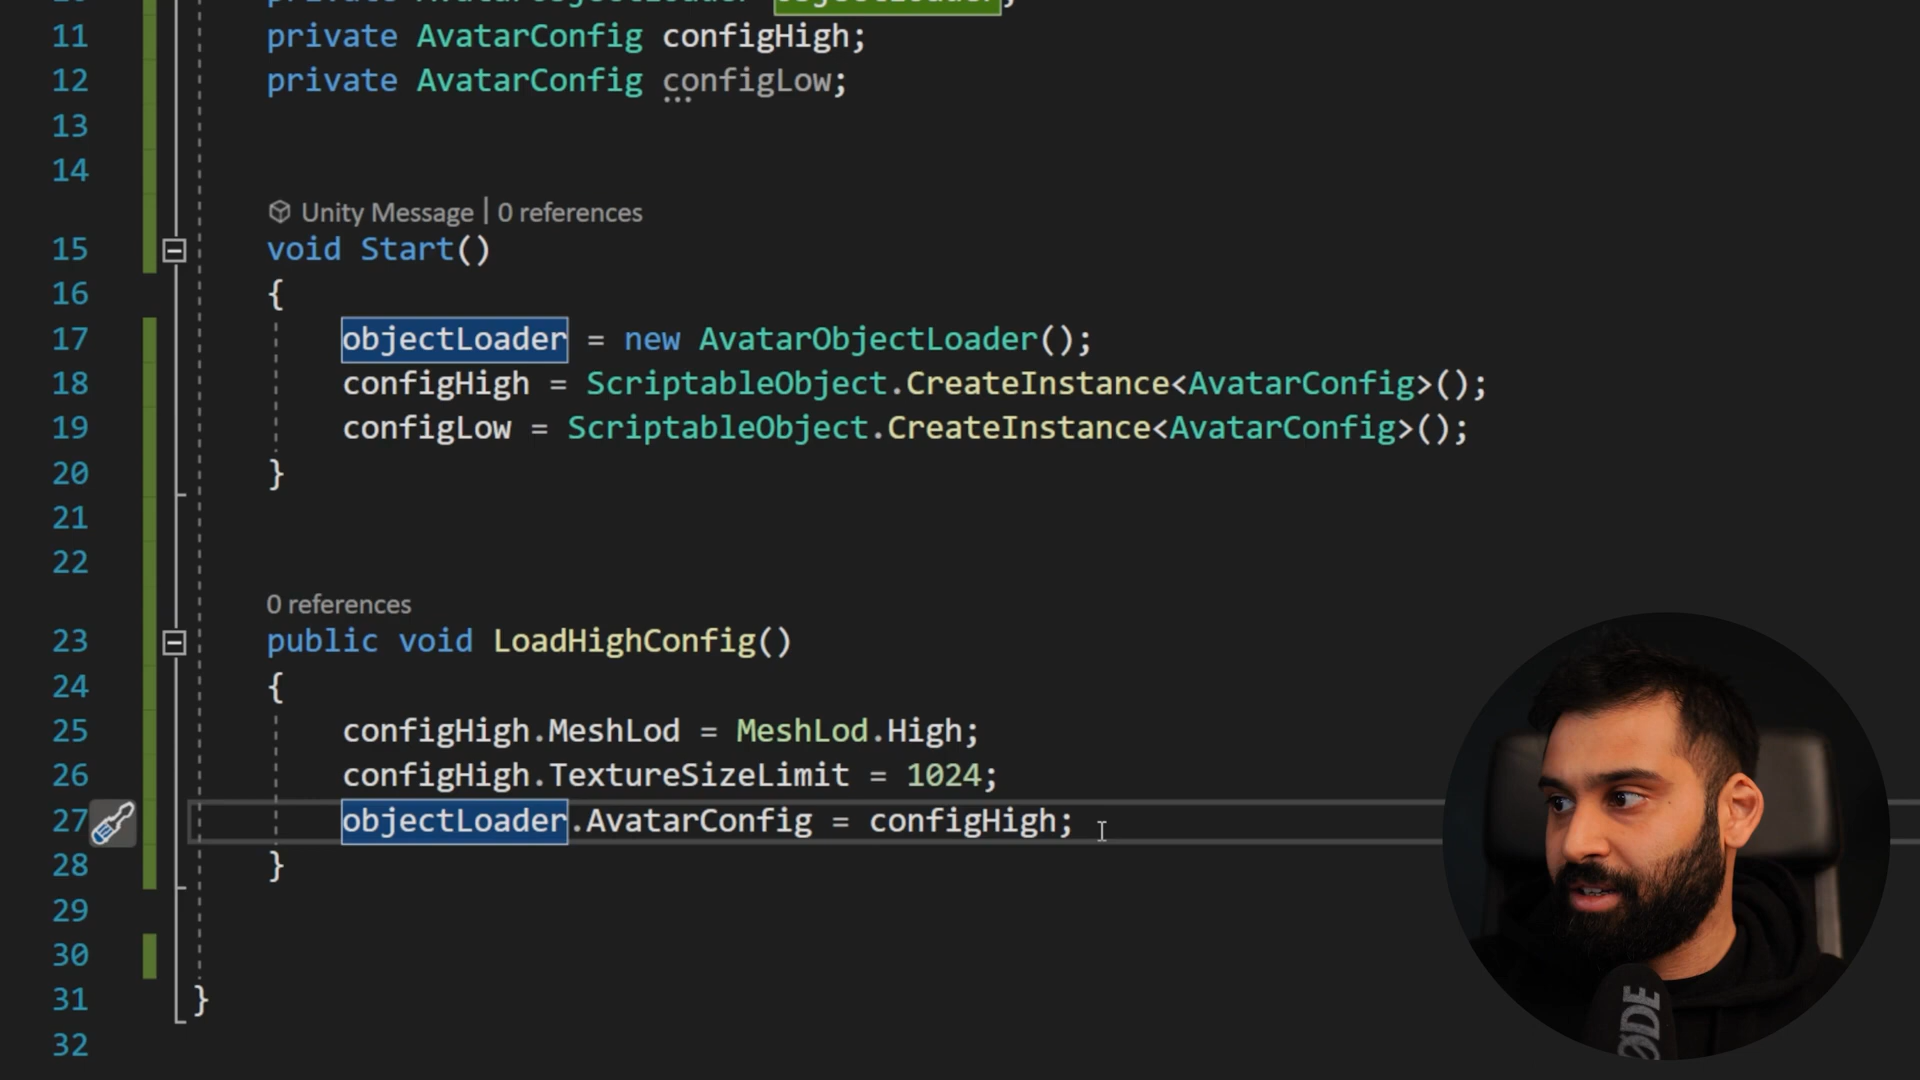 private AvatarObjectLoader objectLoader;
11 private AvatarConfig configHigh;
12 private AvatarConfig configLow;
13
14
Unity Message | 0 references
15 void Start()
16 {
17 objectLoader = new AvatarObjectLoader();
18 configHigh = ScriptableObject.CreateInstance<AvatarConfig>();
19 configLow = ScriptableObject.CreateInstance<AvatarConfig>();
20 }
21
22
0 references
23 public void LoadHighConfig()
24 {
25 configHigh.MeshLod = MeshLod.High;
26 configHigh.TextureSizeLimit = 1024;
27 objectLoader.AvatarConfig = configHigh;
28 }
29
30
31 }
32